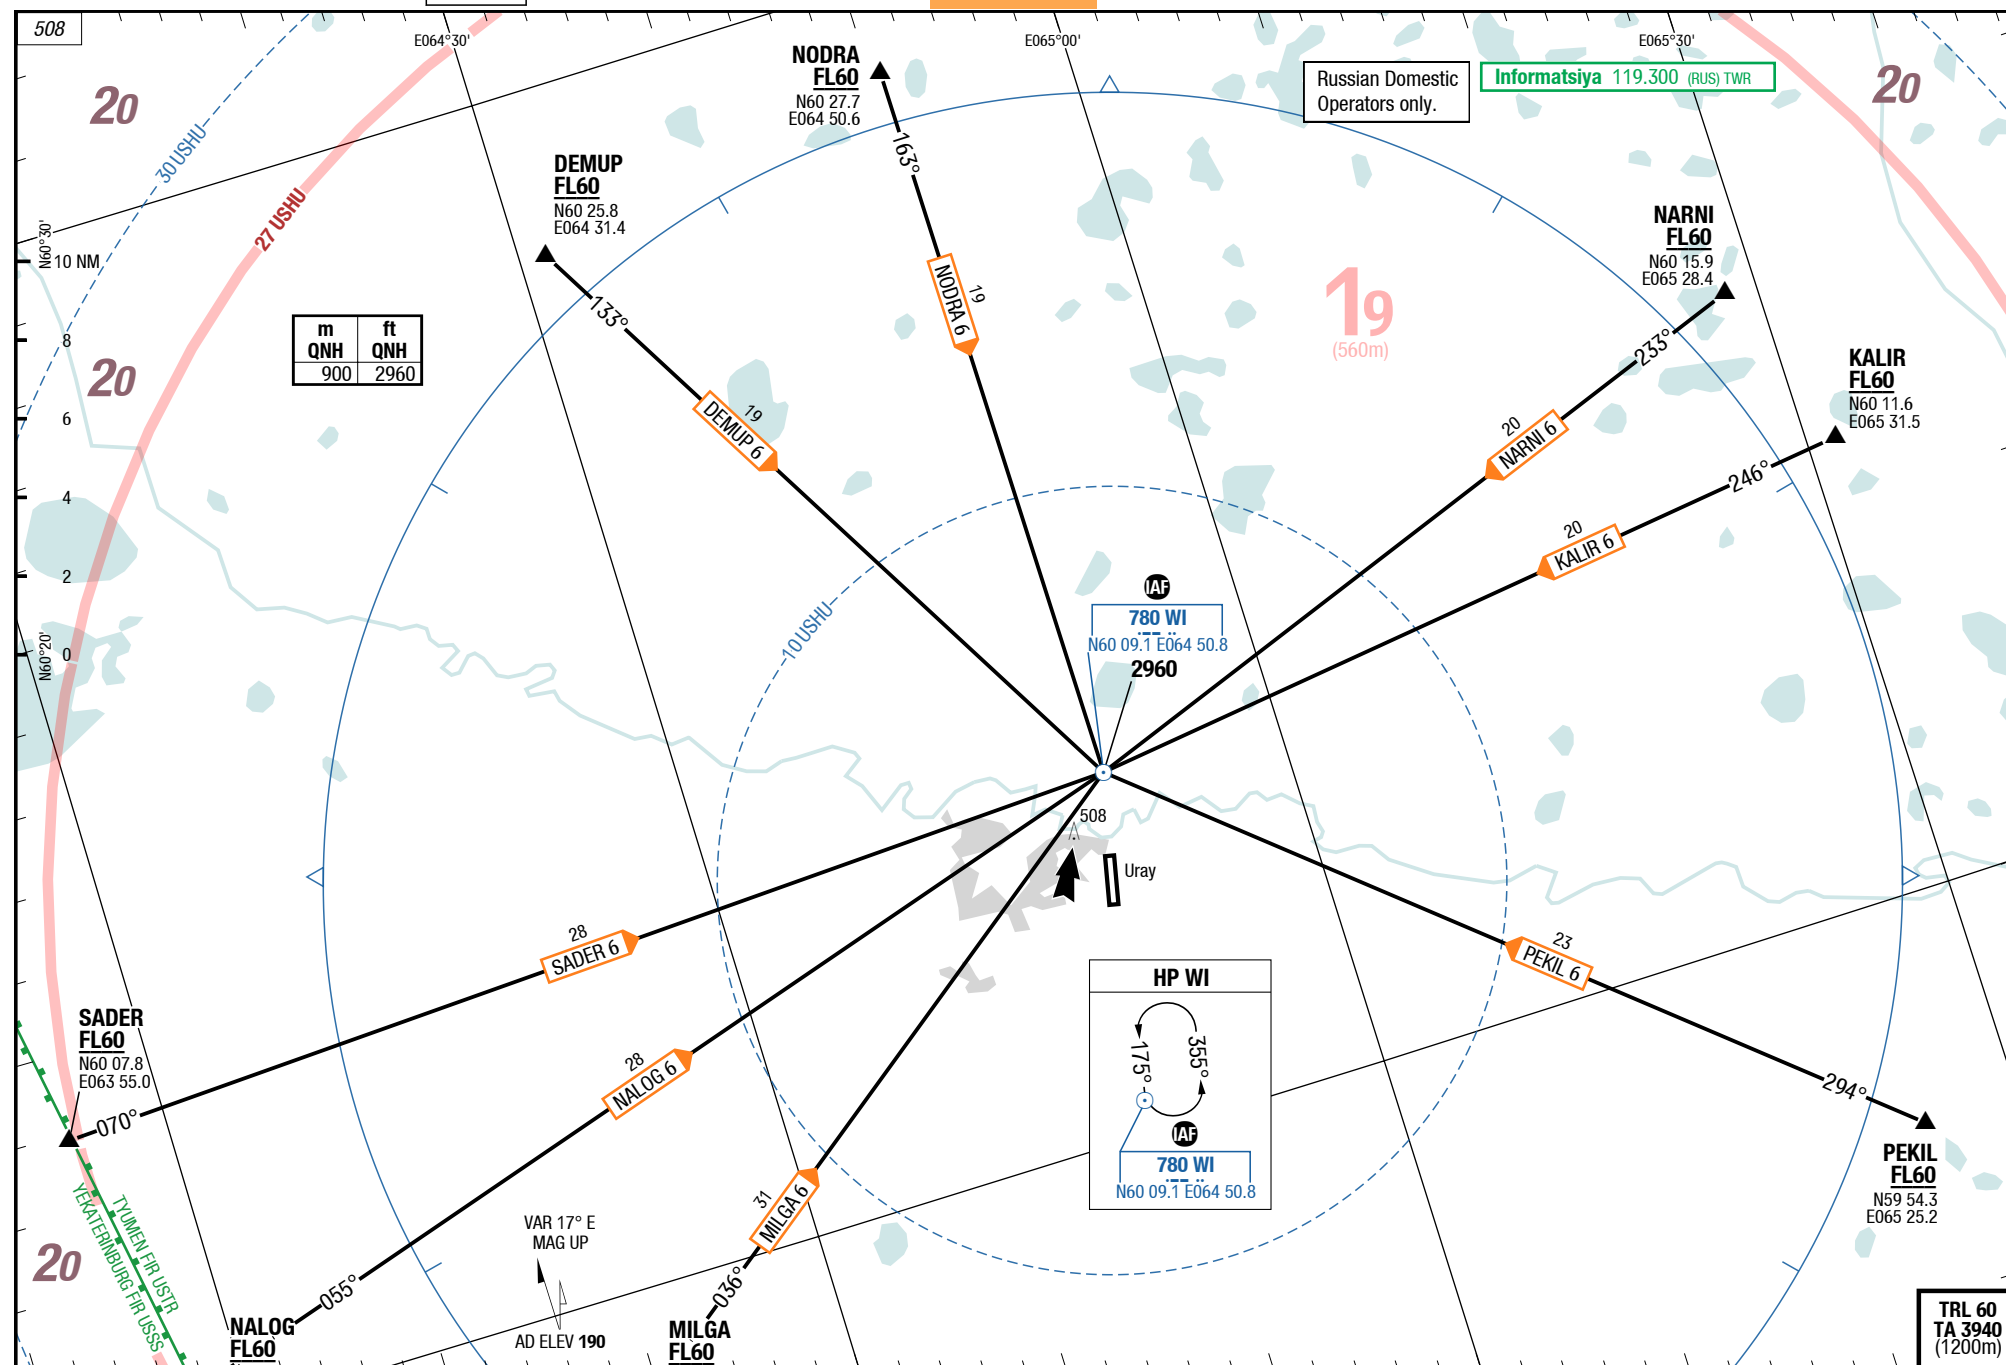 508
E064°30'
E065°00'
E065°30'
20
20
NODRA
FL60
N60 27.7
E064 50.6
Russian Domestic
Operators only.
Informatsiya 119.300 (RUS) TWR
30 USHU
27 USHU
163°
DEMUP
FL60
N60 25.8
E064 31.4
NARNI
FL60
N60 15.9
E065 28.4
N60°30'
10 NM
8
6
4
2
0
N60°20'
133°
19
NODRA 6
19
(560m)
233°
m
QNH
ft
QNH
900
2960
20
KALIR
FL60
N60 11.6
E065 31.5
19
DEMUP 6
20
NARNI 6
246°
20
KALIR 6
10 USHU
IAF
780 WI
N60 09.1 E064 50.8
2960
508
Uray
28
SADER 6
23
PEKIL 6
HP WI
175°
355°
IAF
780 WI
N60 09.1 E064 50.8
SADER
FL60
N60 07.8
E063 55.0
070°
28
NALOG 6
294°
PEKIL
FL60
N59 54.3
E065 25.2
31
MILGA 6
TYUMEN FIR USTR
YEKATERINBURG FIR USSS
20
VAR 17° E
MAG UP
AD ELEV 190
055°
036°
NALOG
FL60
MILGA
FL60
TRL 60
TA 3940
(1200m)